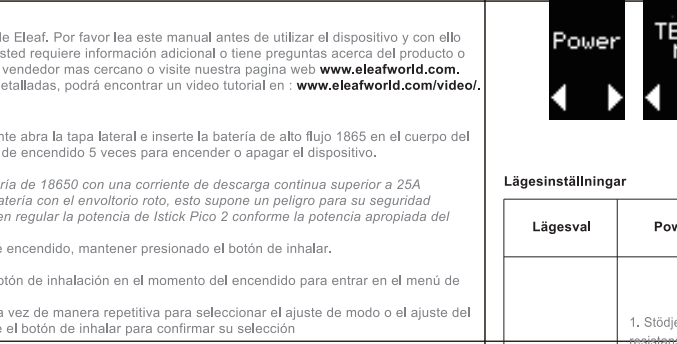 de Eleaf. Por favor lea este manual antes de utilizar el dispositivo y con ello
sted requiere información adicional o tiene preguntas acerca del producto o
vendedor mas cercano o visite nuestra pagina web www.eleafworld.com.
etalladas, podrá encontrar un video tutorial en : www.eleafworld.com/video/.
nte abra la tapa lateral e inserte la batería de alto flujo 1865 en el cuerpo del
de encendido 5 veces para encender o apagar el dispositivo.
ría de 18650 con una corriente de descarga continua superior a 25A
atería con el envoltorio roto, esto supone un peligro para su seguridad
en regular la potencia de Istick Pico 2 conforme la potencia apropiada del
e encendido, mantener presionado el botón de inhalar.
otón de inhalación en el momento del encendido para entrar en el menú de
a vez de manera repetitiva para seleccionar el ajuste de modo o el ajuste del
e el botón de inhalar para confirmar su selección
Power
TE
Lägesinställningar
Lägesval
Pow
1. Stödje